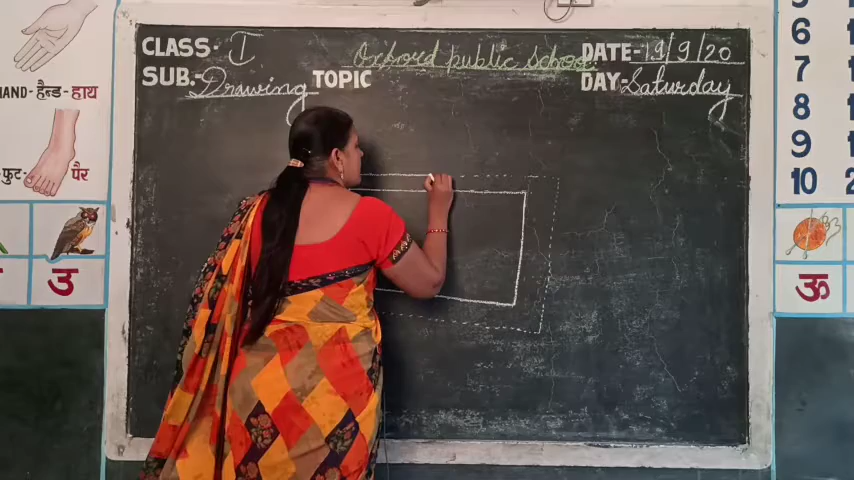 CLASS- I
Oxford public School
DATE- 19/9/20
SUB.- Drawing
TOPIC
DAY- Saturday
HAND - हैन्ड - हाथ
फुट पैर
उ
ऊ
6
7
8
9
10